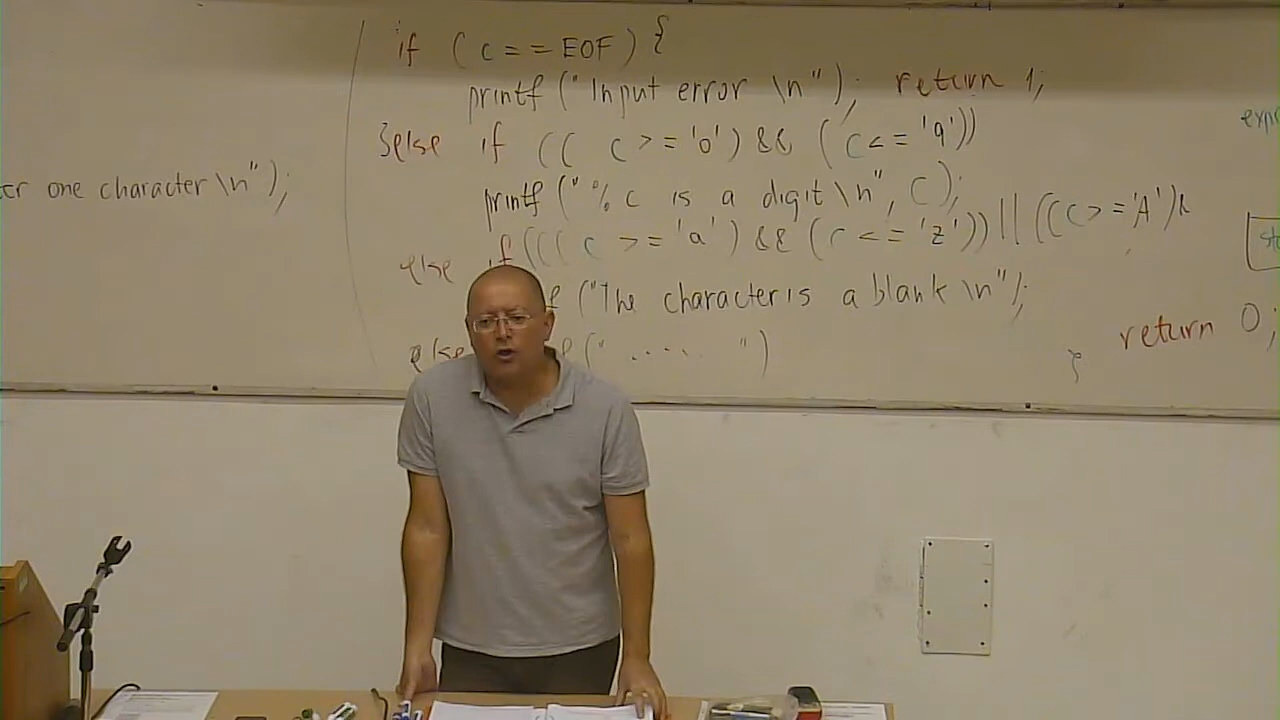 if ( c == EOF ) {
printf ("Input error \n"); return 1;
}else if (( c >= '0') && ( c <= '9'))
one character \n");
printf ("%c is a digit \n", c);
else if((( c >= 'a') && (c <= 'z')) || ((c >= 'A') &
("The character is a blank \n");
else (" ..... ")
return 0;
}